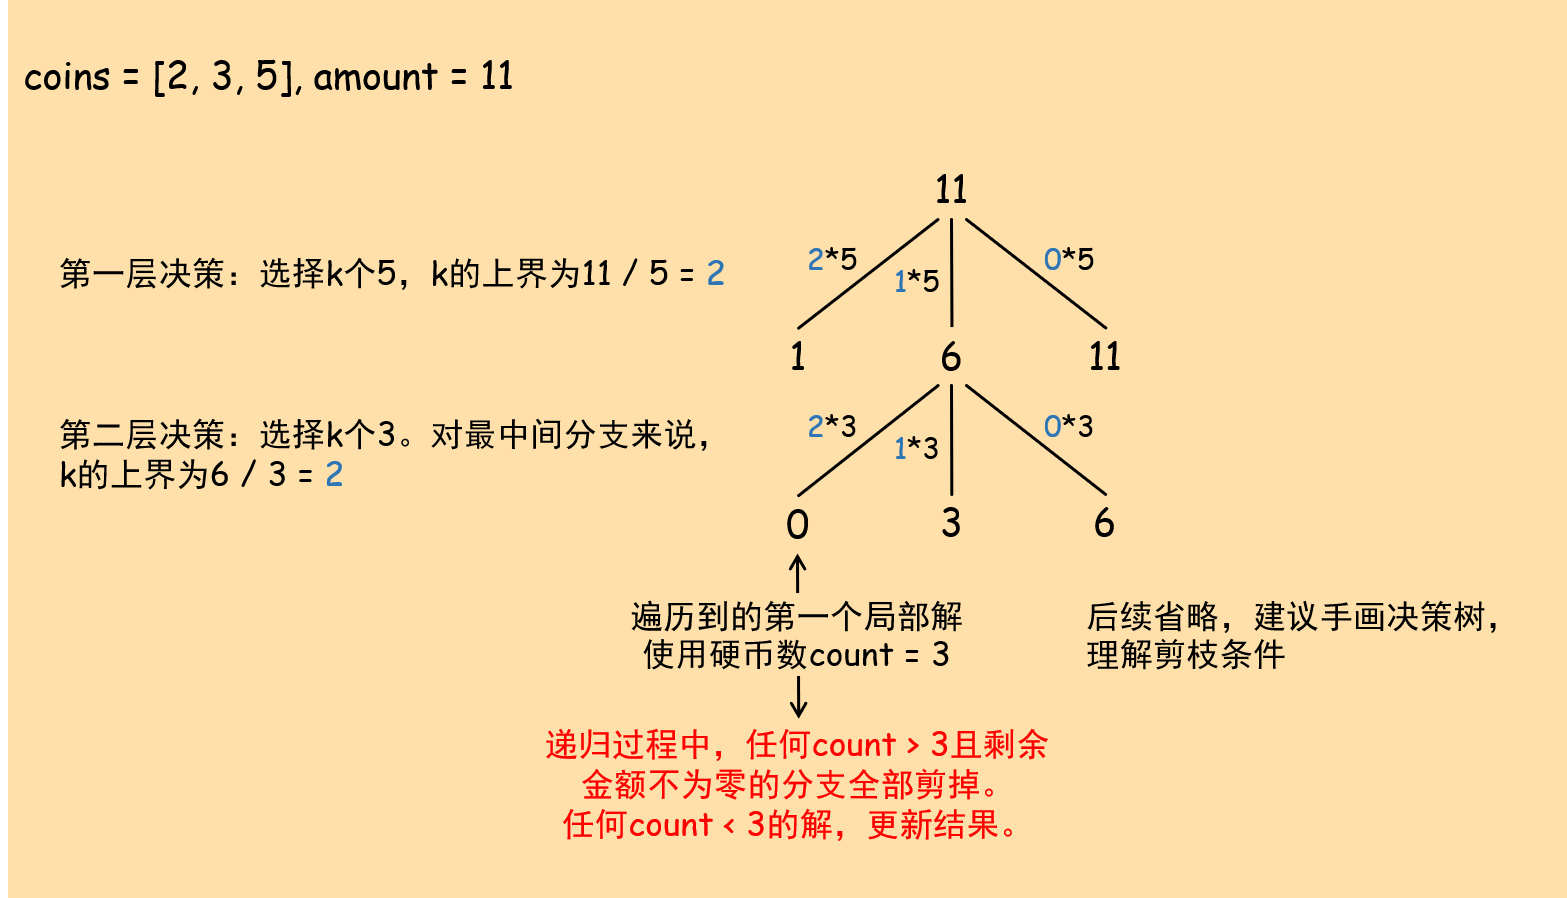 coins = [2, 3, 5], amount = 11
11
第一层决策：选择k个5，k的上界为11 / 5 = 2
2*5
1*5
0*5
1
6
11
第二层决策：选择k个3。对最中间分支来说，
k的上界为6 / 3 = 2
2*3
1*3
0*3
0
3
6
遍历到的第一个局部解
使用硬币数count = 3
后续省略，建议手画决策树，
理解剪枝条件
递归过程中，任何count > 3且剩余
金额不为零的分支全部剪掉。
任何count < 3的解，更新结果。